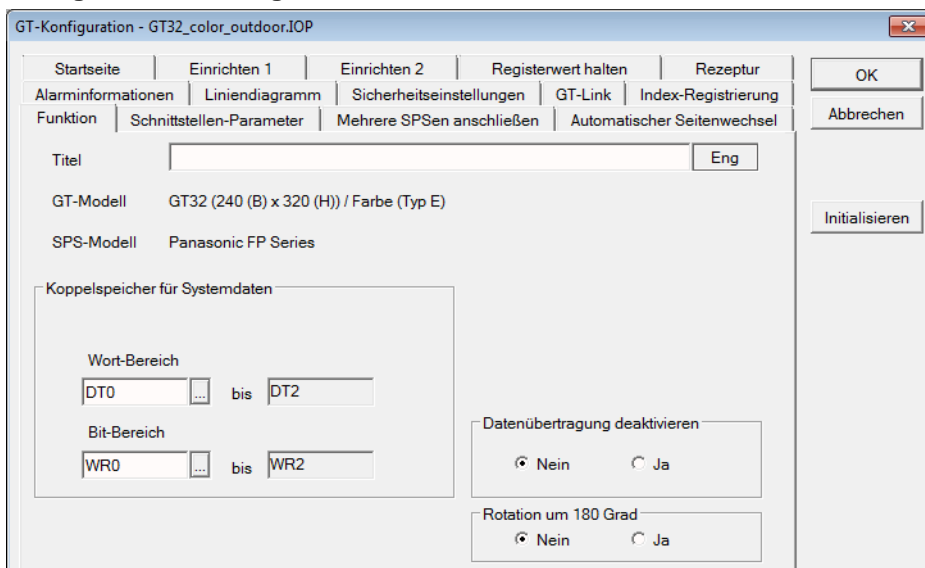 GT-Konfiguration - GT32_color_outdoor.IOP
Startseite Einrichten 1 Einrichten 2 Registerwert halten Rezeptur
OK
Alarminformationen Liniendiagramm Sicherheitseinstellungen GT-Link Index-Registrierung
Funktion Schnittstellen-Parameter Mehrere SPSen anschließen Automatischer Seitenwechsel
Abbrechen
Titel Eng
GT-Modell GT32 (240 (B) x 320 (H)) / Farbe (Typ E)
Initialisieren
SPS-Modell Panasonic FP Series
Koppelspeicher für Systemdaten
Wort-Bereich
DT0 ... bis DT2
Bit-Bereich
WR0 ... bis WR2
Datenübertragung deaktivieren
Nein Ja
Rotation um 180 Grad
Nein Ja